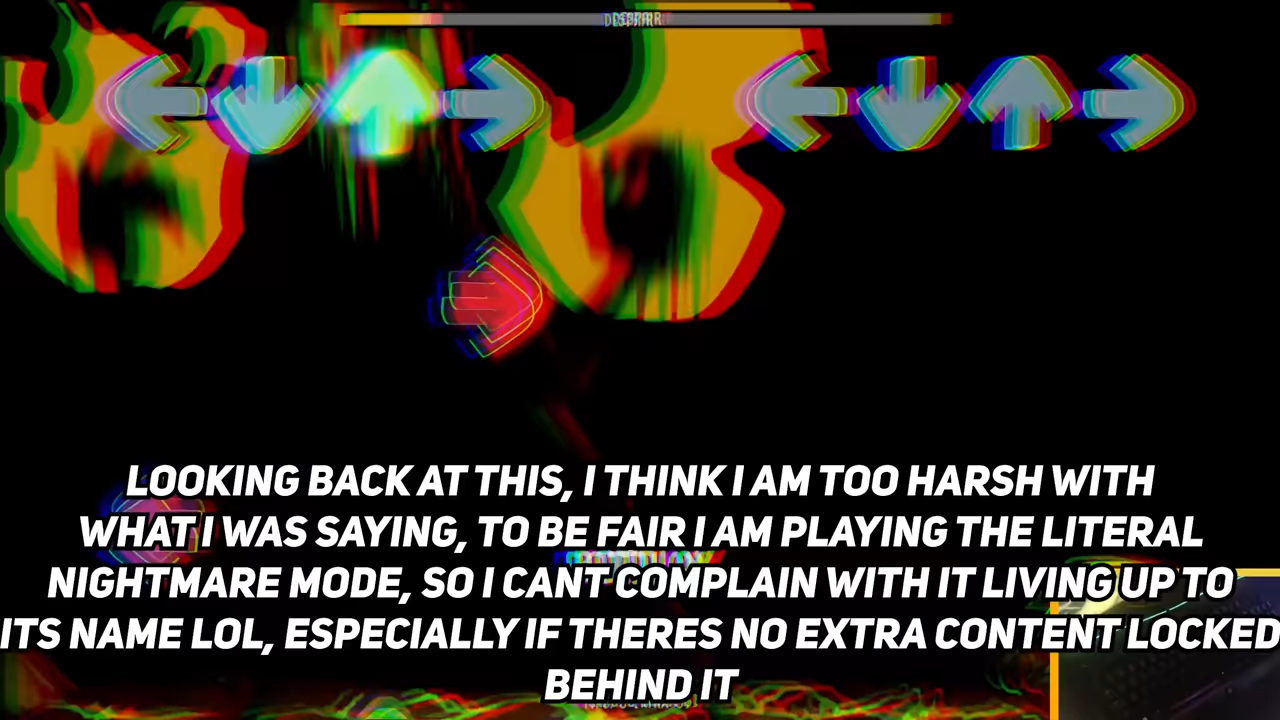 DESPAIR
LOOKING BACK AT THIS, I THINK I AM TOO HARSH WITH
WHAT I WAS SAYING, TO BE FAIR I AM PLAYING THE LITERAL
NIGHTMARE MODE, SO I CANT COMPLAIN WITH IT LIVING UP TO
ITS NAME LOL, ESPECIALLY IF THERES NO EXTRA CONTENT LOCKED
BEHIND IT